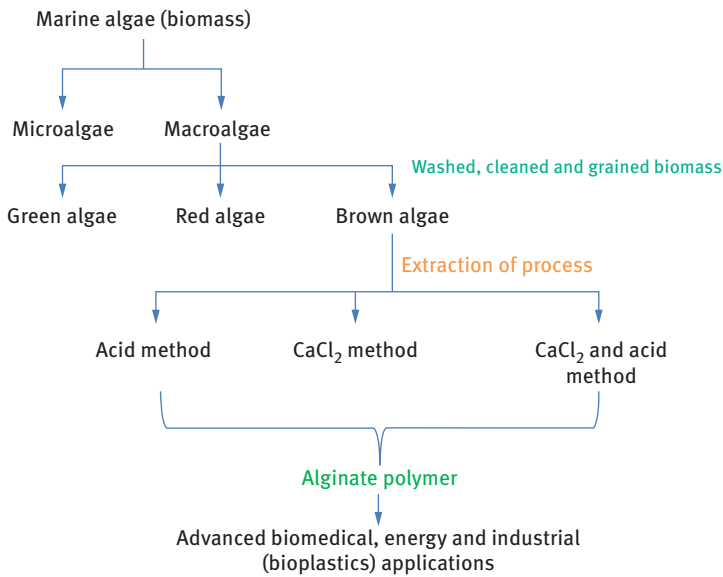 Marine algae (biomass)
Microalgae
Macroalgae
Washed, cleaned and grained biomass
Green algae
Red algae
Brown algae
Extraction of process
Acid method
CaCl₂ method
CaCl₂ and acid
method
Alginate polymer
Advanced biomedical, energy and industrial
(bioplastics) applications